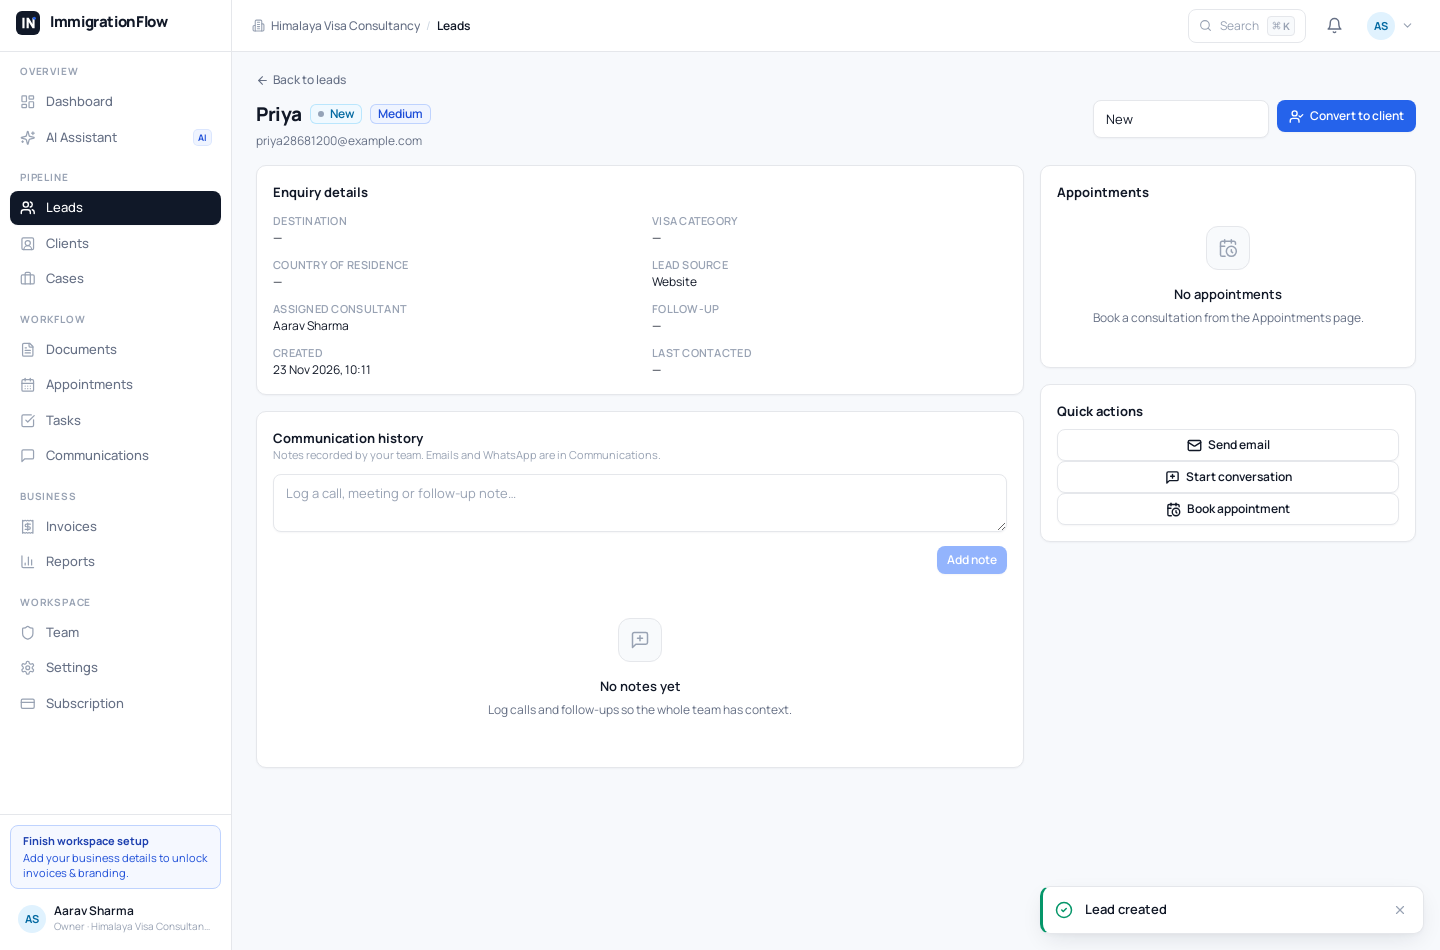 IN ImmigrationFlow
Himalaya Visa Consultancy / Leads
Search ⌘ K
AS
OVERVIEW
Dashboard
AI Assistant AI
PIPELINE
Leads
Clients
Cases
WORKFLOW
Documents
Appointments
Tasks
Communications
BUSINESS
Invoices
Reports
WORKSPACE
Team
Settings
Subscription
Finish workspace setup
Add your business details to unlock
invoices & branding.
AS
Aarav Sharma
Owner · Himalaya Visa Consultan...
Back to leads
Priya New Medium
priya28681200@example.com
New
Convert to client
Enquiry details
DESTINATION
—
VISA CATEGORY
—
COUNTRY OF RESIDENCE
—
LEAD SOURCE
Website
ASSIGNED CONSULTANT
Aarav Sharma
FOLLOW-UP
—
CREATED
23 Nov 2026, 10:11
LAST CONTACTED
—
Communication history
Notes recorded by your team. Emails and WhatsApp are in Communications.
Log a call, meeting or follow-up note...
Add note
No notes yet
Log calls and follow-ups so the whole team has context.
Appointments
No appointments
Book a consultation from the Appointments page.
Quick actions
Send email
Start conversation
Book appointment
Lead created